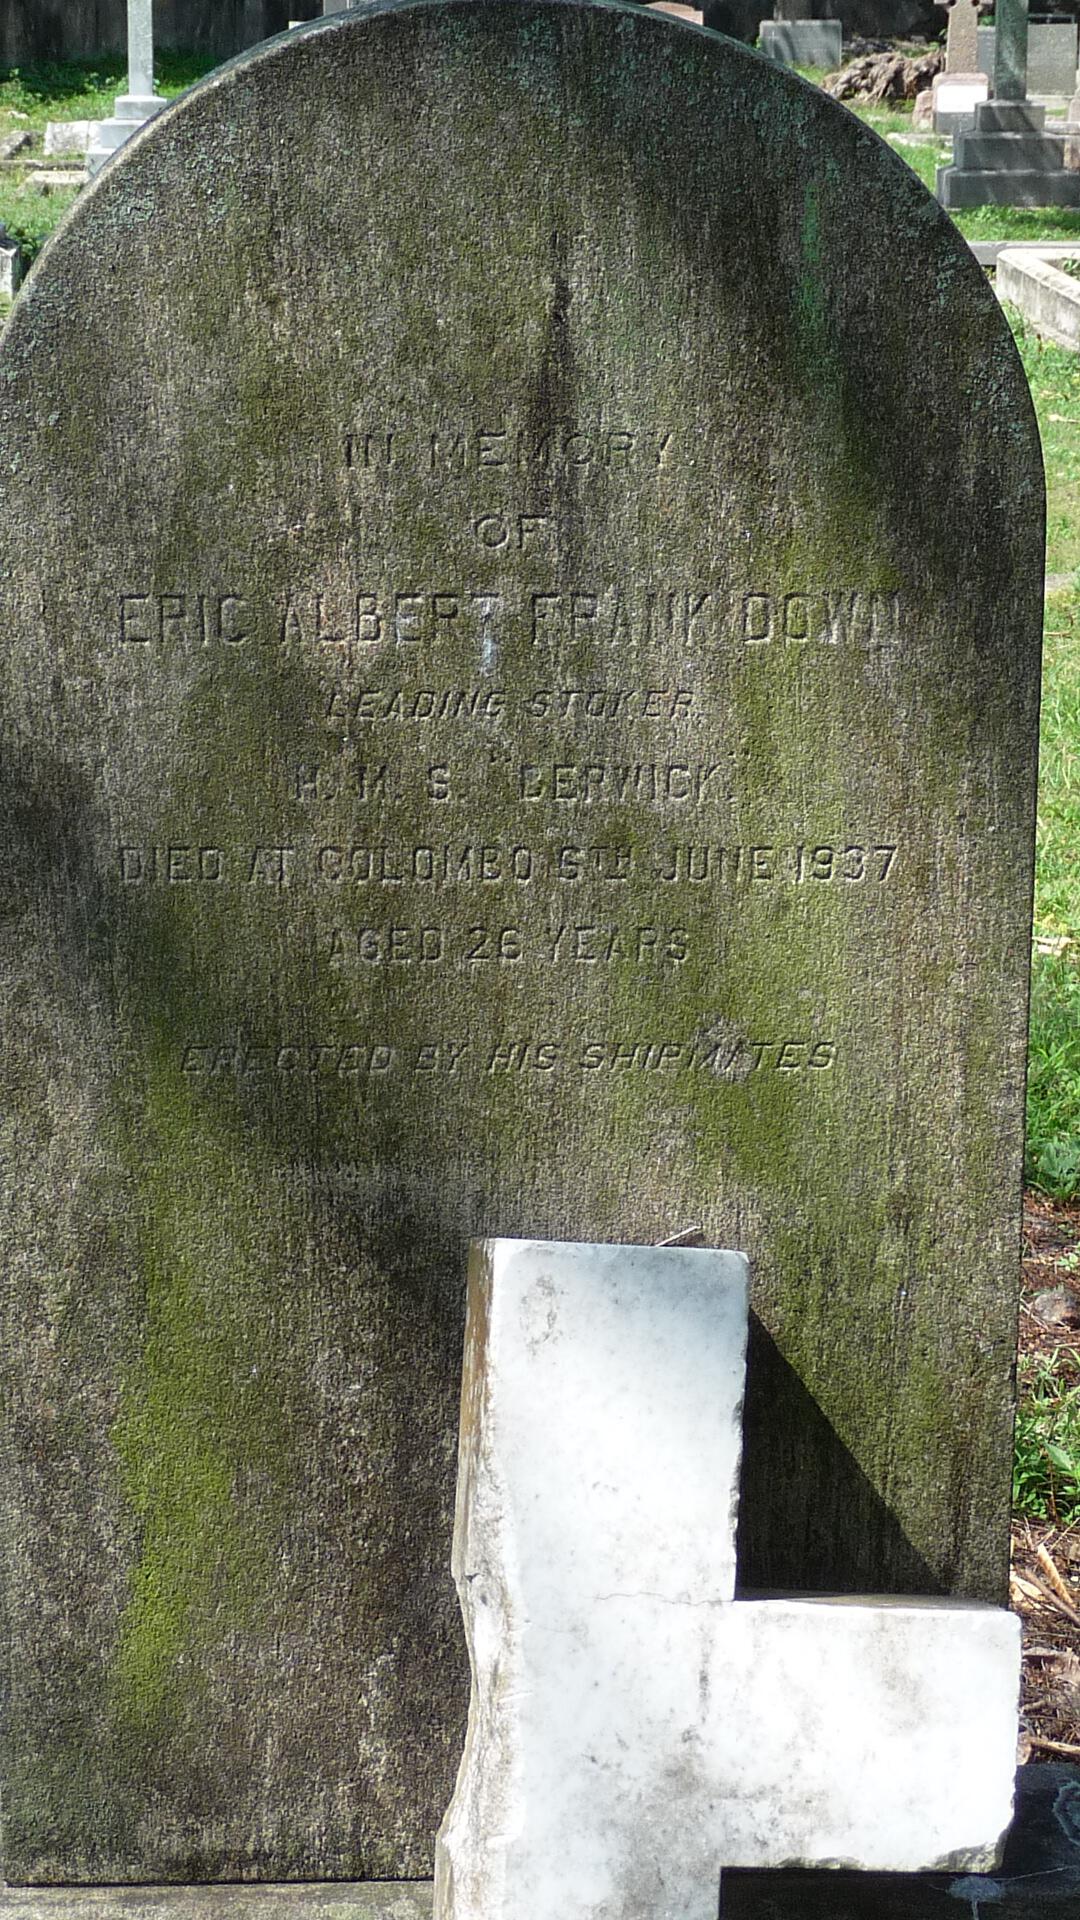 IN MEMORY
OF
ERIC ALBERT FRANK DOWN
LEADING STOKER.
H. M. S. "BERWICK."
DIED AT COLOMBO 6TH JUNE 1937
AGED 26 YEARS
ERECTED BY HIS SHIPMATES